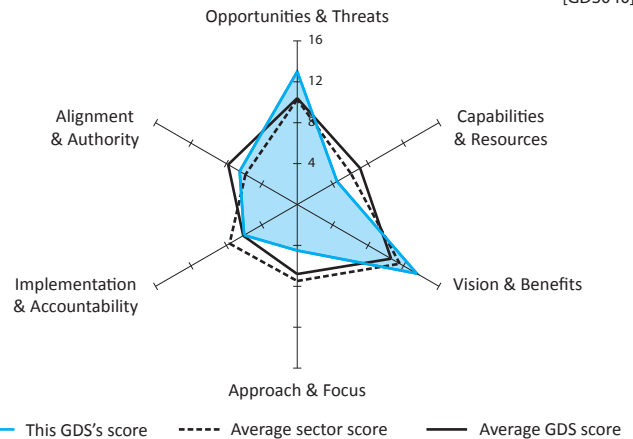 Opportunities & Threats
16
12
8
4
Alignment
& Authority
Capabilities
& Resources
Implementation
& Accountability
Vision & Benefits
Approach & Focus
This GDS's score
Average sector score
Average GDS score